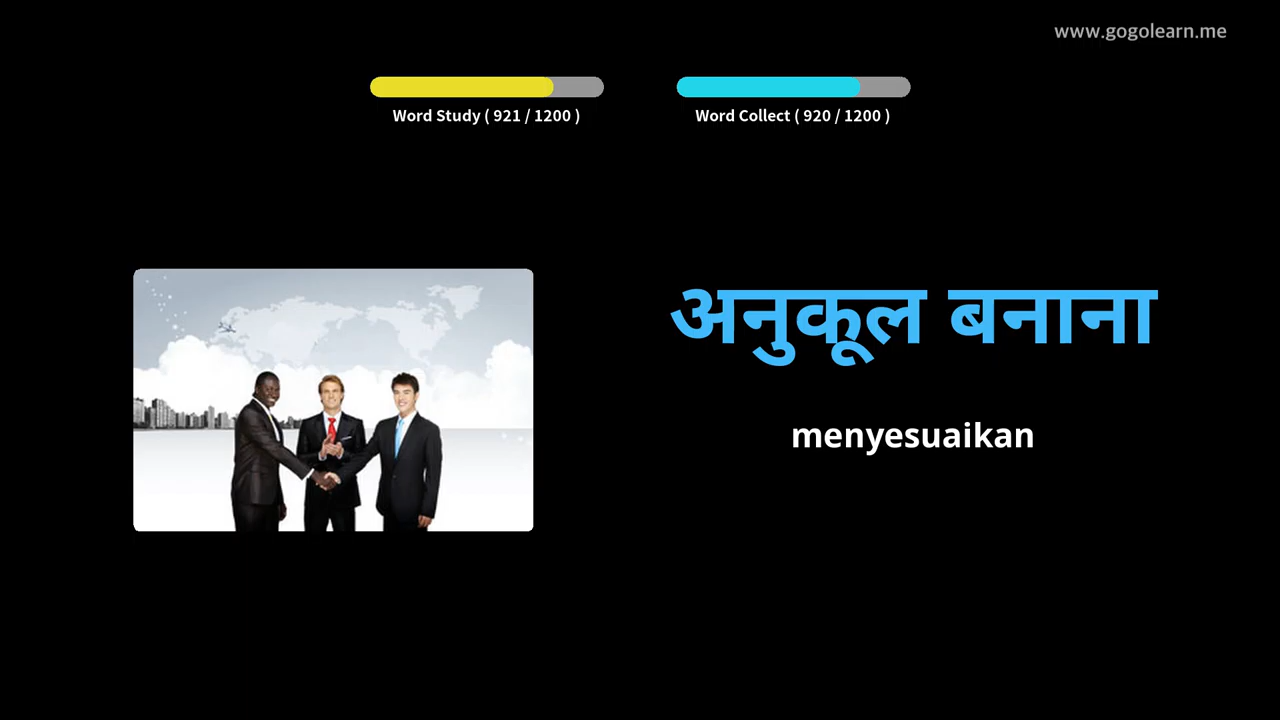 www.gogolearn.me
Word Study ( 921 / 1200 )
Word Collect ( 920 / 1200 )
अनुकूल बनाना
menyesuaikan